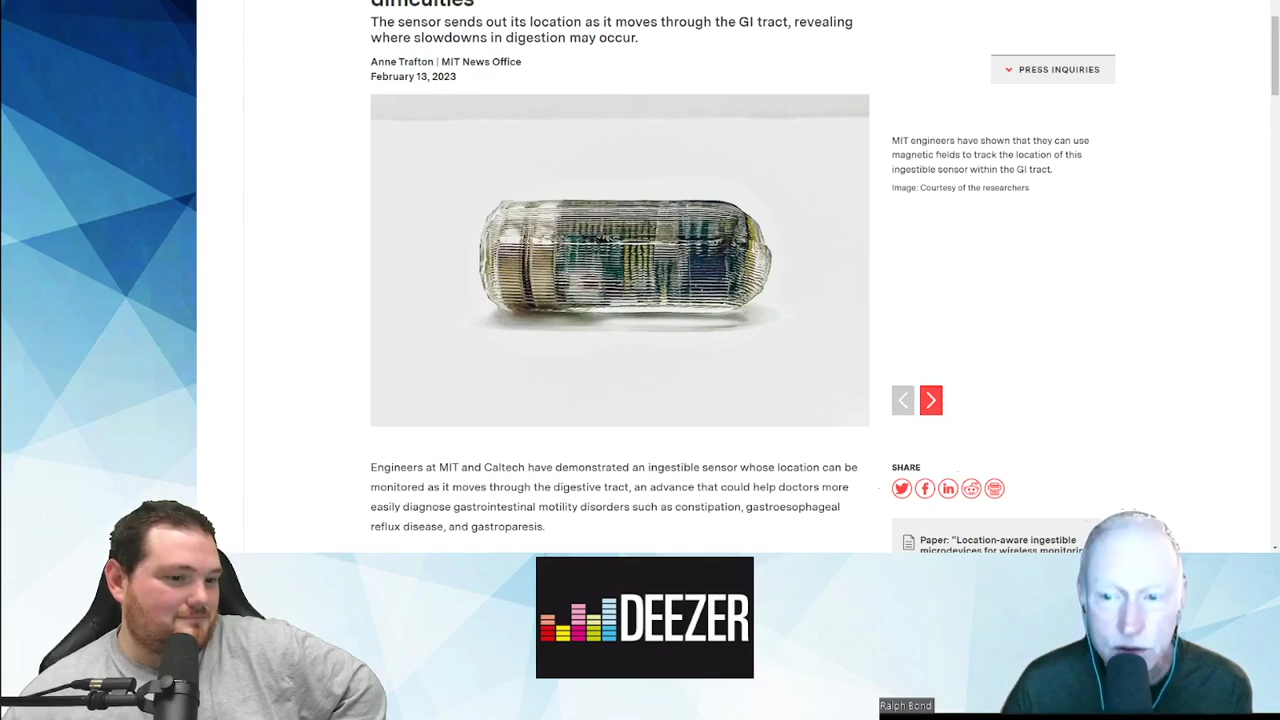 difficulties
The sensor sends out its location as it moves through the GI tract, revealing
where slowdowns in digestion may occur.
Anne Trafton | MIT News Office
February 13, 2023
PRESS INQUIRIES
MIT engineers have shown that they can use
magnetic fields to track the location of this
ingestible sensor within the GI tract.
Image: Courtesy of the researchers
Engineers at MIT and Caltech have demonstrated an ingestible sensor whose location can be
monitored as it moves through the digestive tract, an advance that could help doctors more
easily diagnose gastrointestinal motility disorders such as constipation, gastroesophageal
reflux disease, and gastroparesis.
SHARE
Paper: "Location-aware ingestible
microdevices for wireless monitorin
DEEZER
Ralph Bond